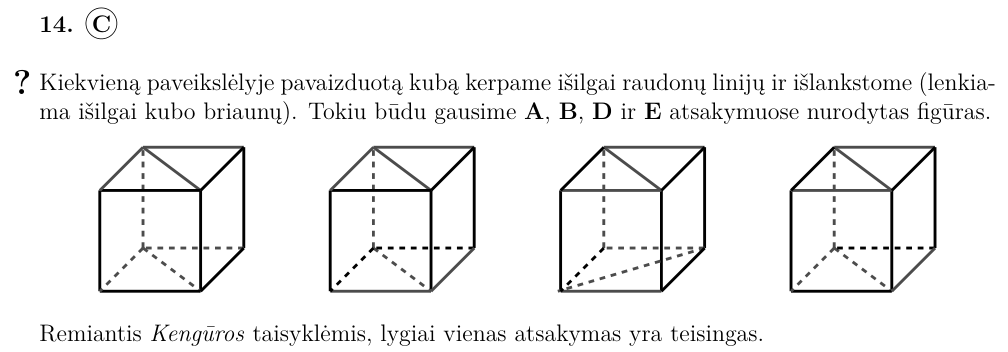 14. C
? Kiekvieną paveikslėlyje pavaizduotą kubą kerpame išilgai raudonų linijų ir išlankstome (lenkia-
ma išilgai kubo briaunų). Tokiu būdu gausime A, B, D ir E atsakymuose nurodytas figūras.
Remiantis Kengūros taisyklėmis, lygiai vienas atsakymas yra teisingas.